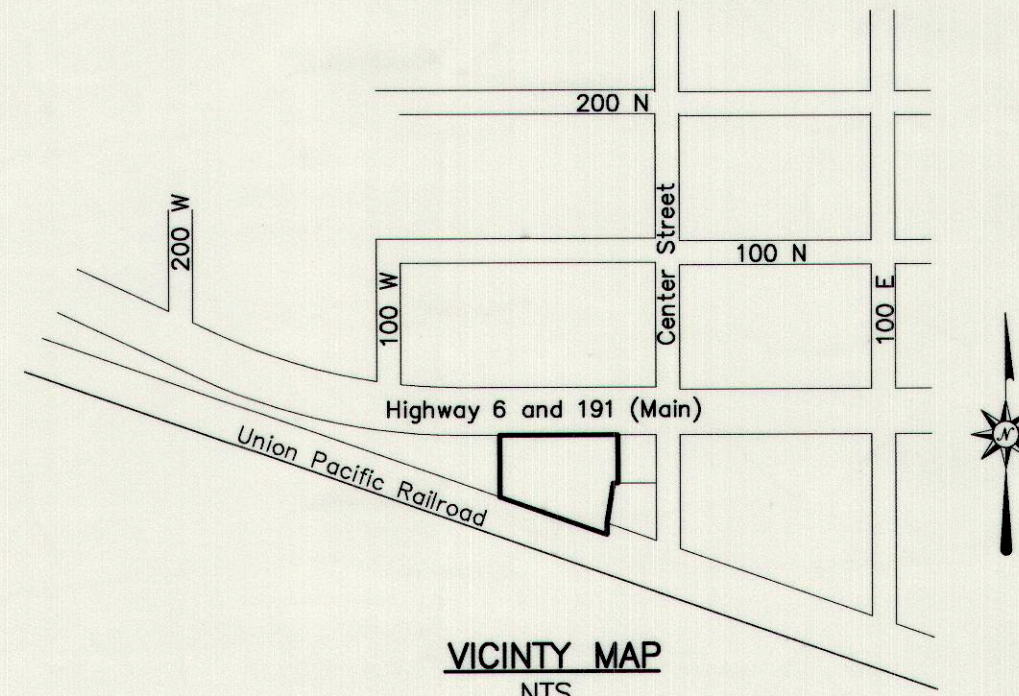 200 N
200 W
Center Street
100 N
100 W
100 E
Highway 6 and 191 (Main)
N
Union Pacific Railroad
VICINTY MAP
NTS